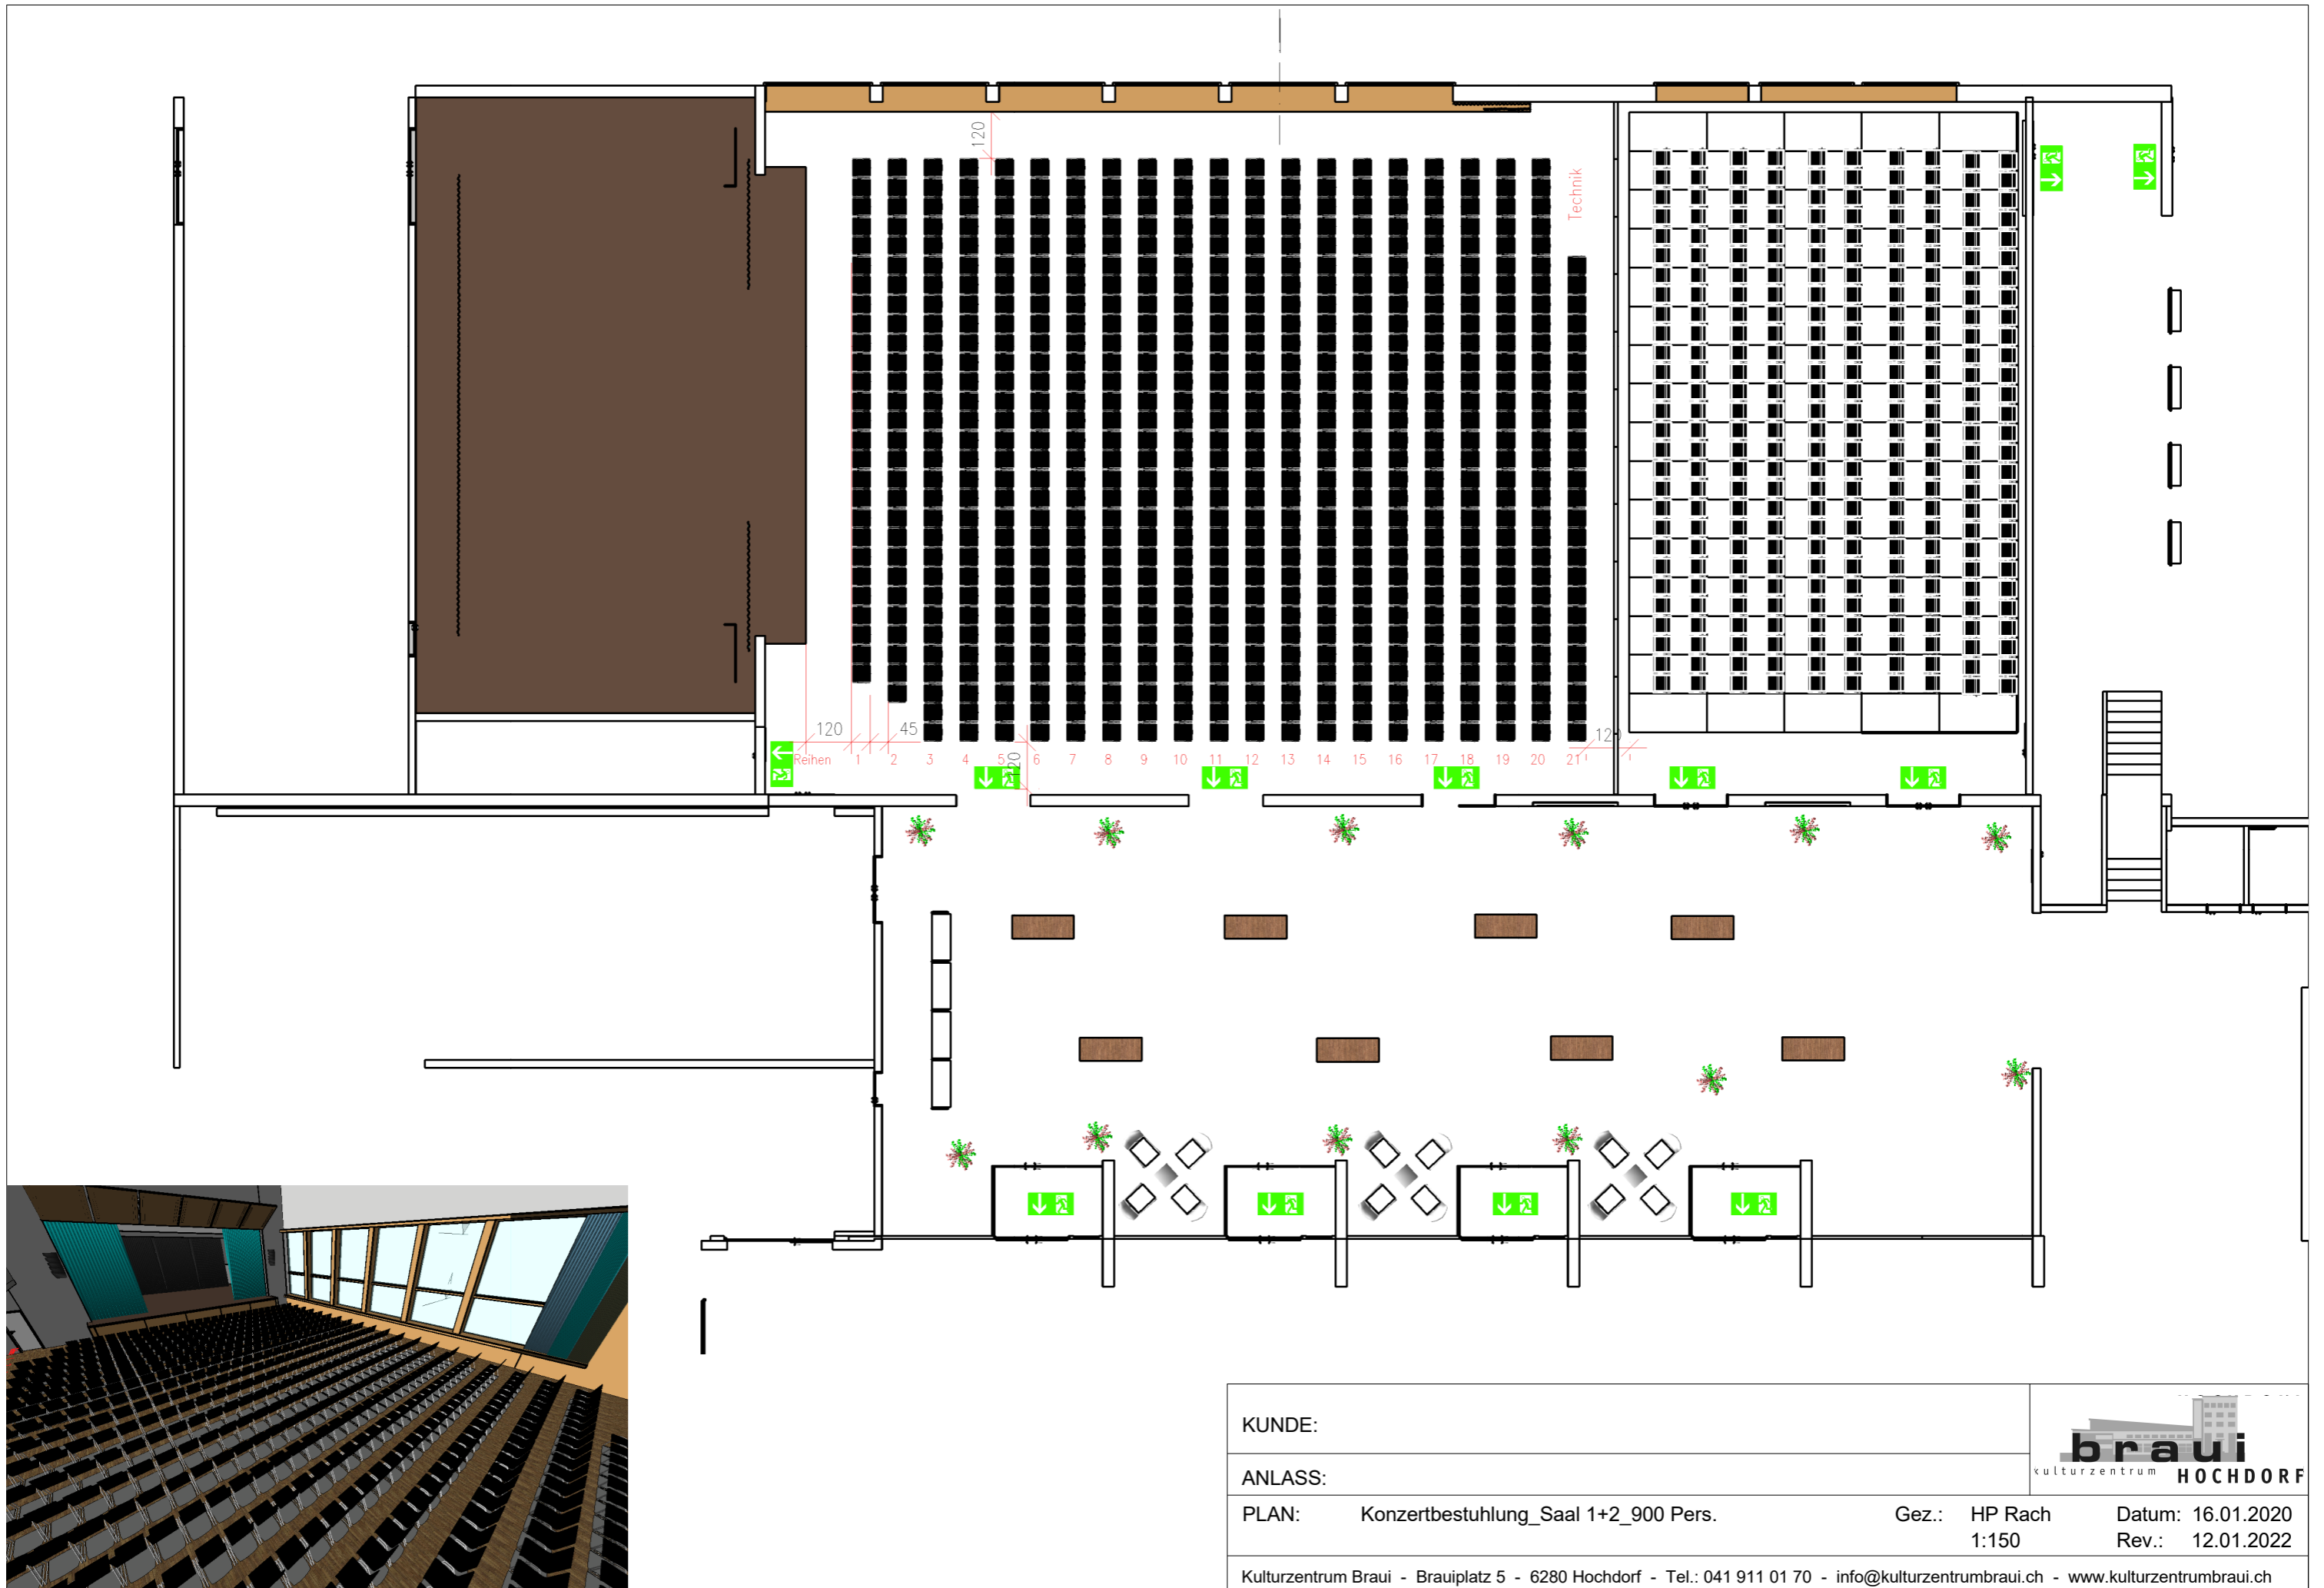 120
Technik
120
45
120
120
Reihen 1 2 3 4 5 6 7 8 9 10 11 12 13 14 15 16 17 18 19 20 21
KUNDE:
ANLASS:
braui
kulturzentrum HOCHDORF
PLAN: Konzertbestuhlung_Saal 1+2_900 Pers. Gez.: HP Rach Datum: 16.01.2020
1:150 Rev.: 12.01.2022
Kulturzentrum Braui - Brauiplatz 5 - 6280 Hochdorf - Tel.: 041 911 01 70 - info@kulturzentrumbraui.ch - www.kulturzentrumbraui.ch